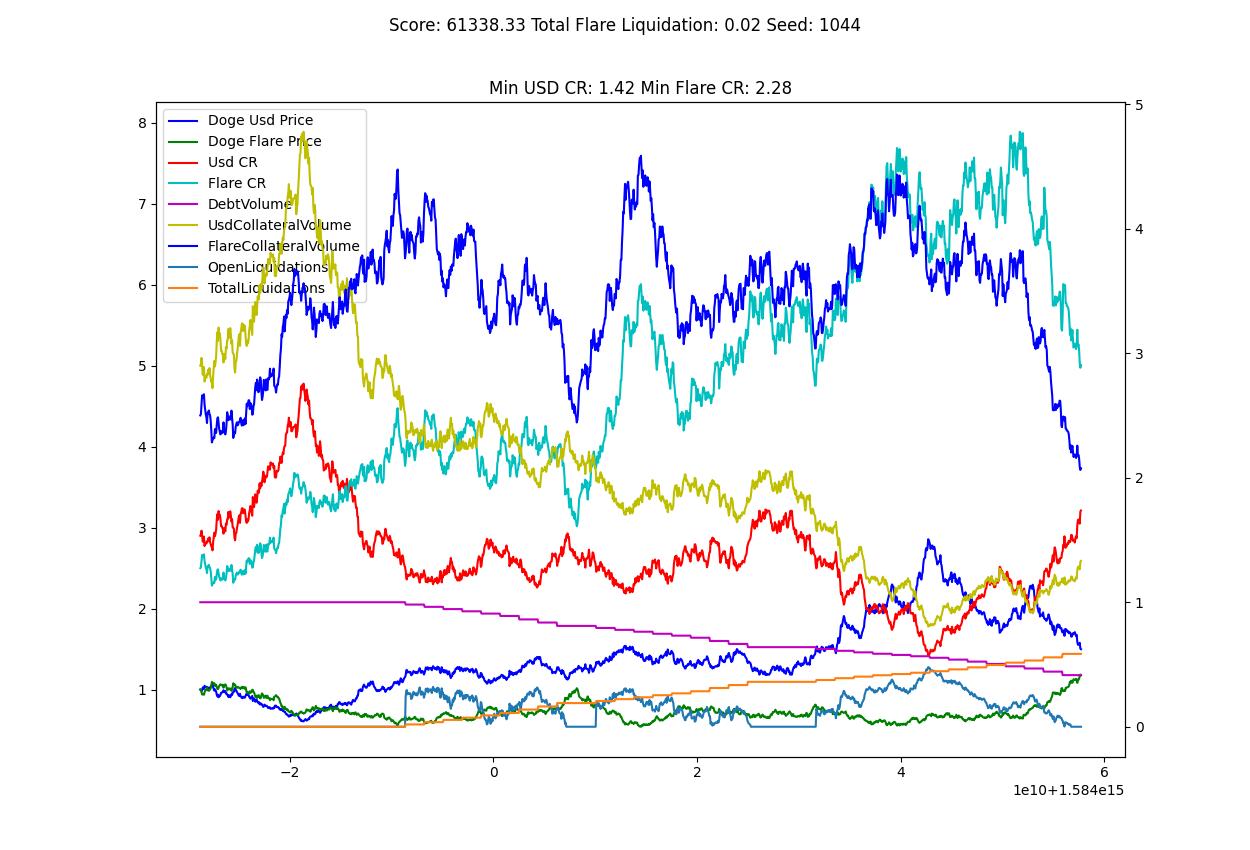 Score: 61338.33 Total Flare Liquidation: 0.02 Seed: 1044
Min USD CR: 1.42 Min Flare CR: 2.28
Doge Usd Price
Doge Flare Price
Usd CR
Flare CR
DebtVolume
UsdCollateralVolume
FlareCollateralVolume
OpenLiquidations
TotalLiquidations
8
7
6
5
4
3
2
1
5
4
3
2
1
0
−2
0
2
4
6
1e10+1.584e15